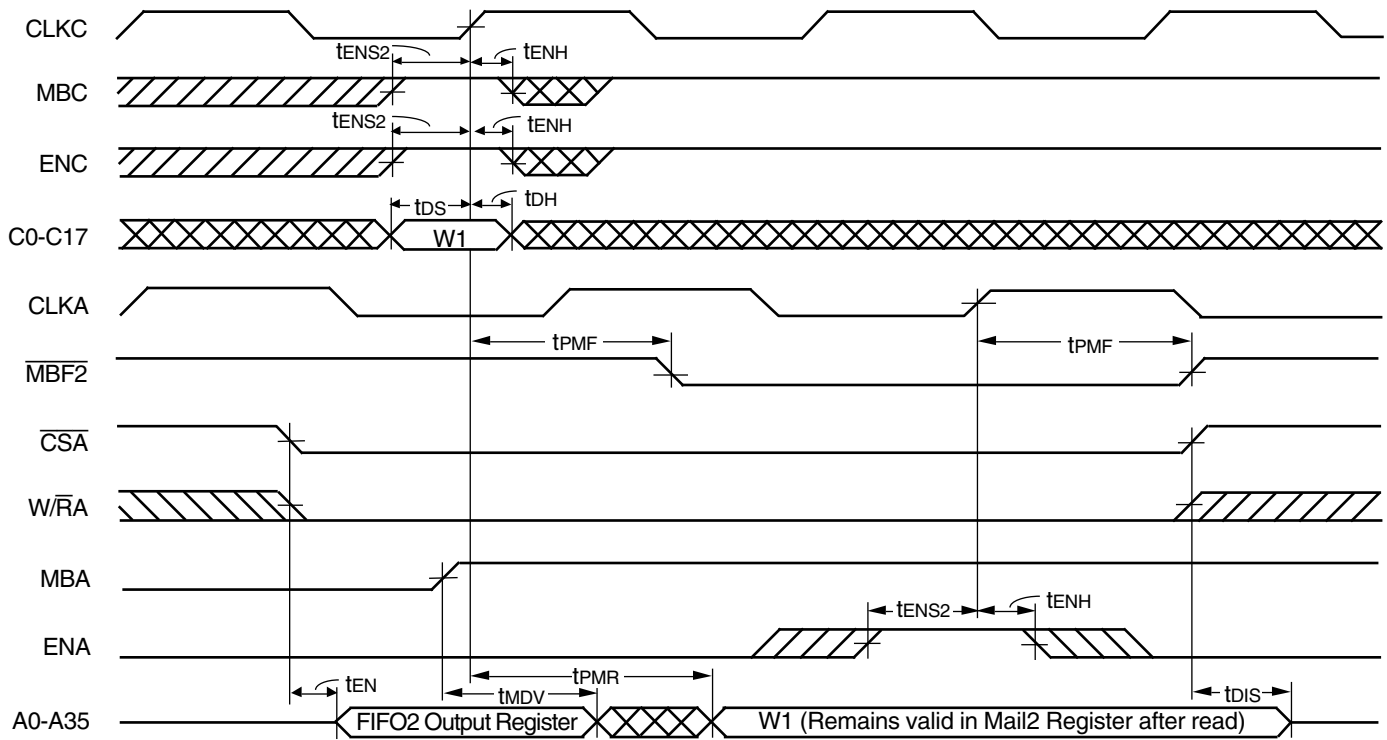 CLKC
tENS2 tENH
MBC
tENS2 tENH
ENC
tDS tDH
C0-C17 W1
CLKA
tPMF tPMF
MBF2
CSA
W/RA
MBA
tENS2 tENH
ENA
tEN tMDV tPMR tDIS
A0-A35 FIFO2 Output Register W1 (Remains valid in Mail2 Register after read)